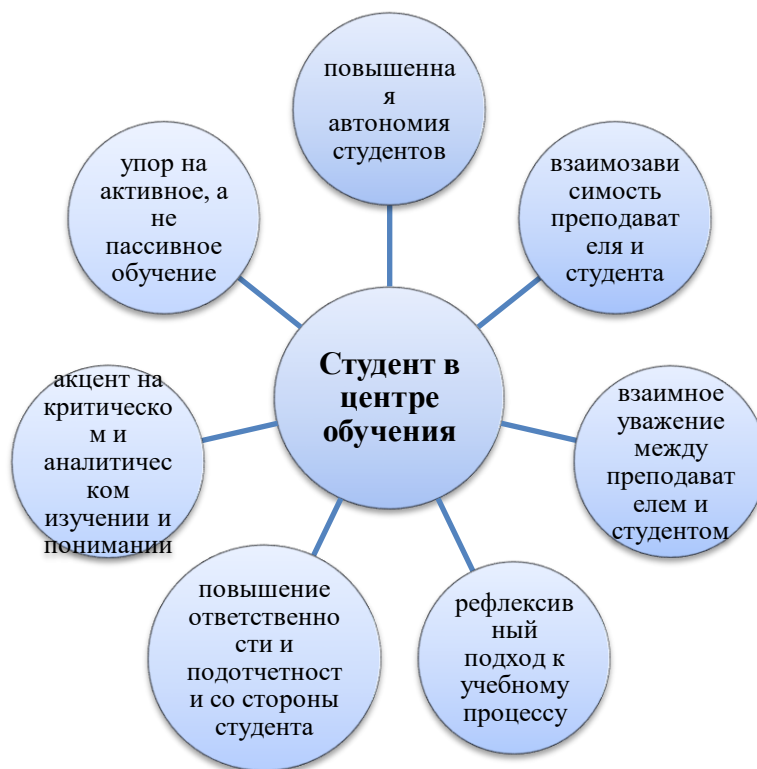 повышенна
я
автономия
студентов
взаимозави
симость
преподават
еля и
студента
взаимное
уважение
между
преподават
елем и
студентом
рефлексив
ный
подход к
учебному
процессу
повышение
ответственно
сти и
подотчетност
и со стороны
студента
акцент на
критическо
м и
аналитичес
ком
изучении и
понимании
упор на
активное, а
не
пассивное
обучение
Студент в
центре
обучения